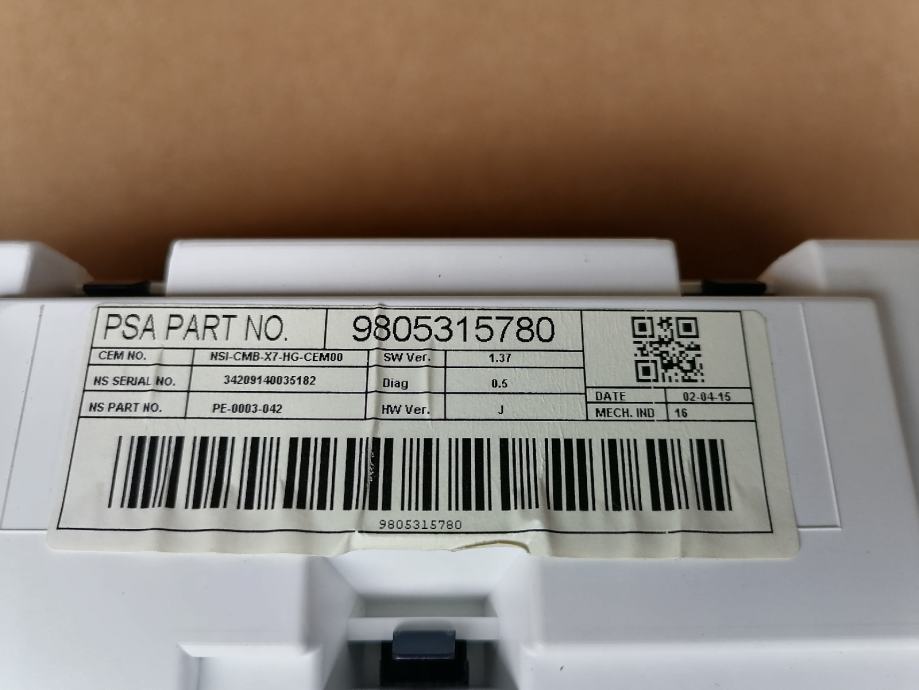 PSA PART NO. 9805315780
CEM NO. NSI-CMB-X7-HG-CEM00 SW Ver. 1.37
NS SERIAL NO. 34209140035182 Diag 0.5
DATE 02-04-15
NS PART NO. PE-0003-042 HW Ver. J
MECH. IND 16
9805315780